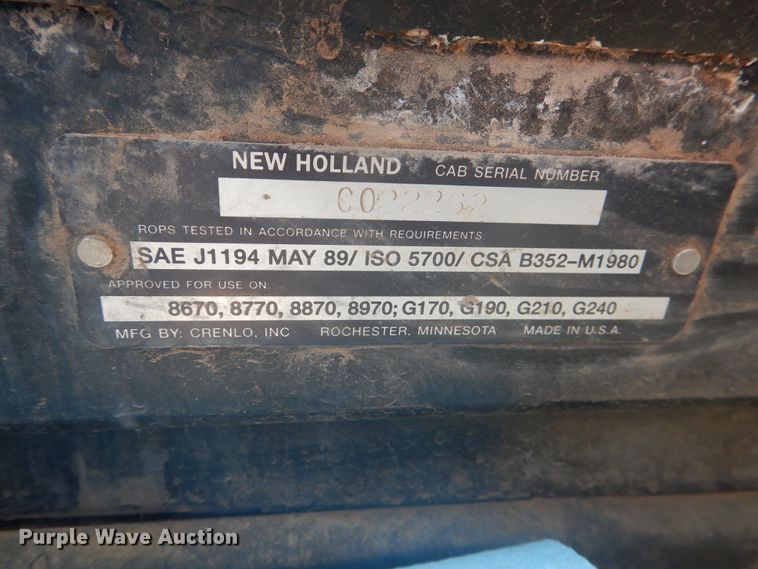 NEW HOLLAND CAB SERIAL NUMBER
C022262
ROPS TESTED IN ACCORDANCE WITH REQUIREMENTS:
SAE J1194 MAY 89/ ISO 5700/ CSA B352-M1980
APPROVED FOR USE ON:
8670, 8770, 8870, 8970; G170, G190, G210, G240
MFG BY: CRENLO, INC ROCHESTER, MINNESOTA MADE IN U.S.A.
Purple Wave Auction